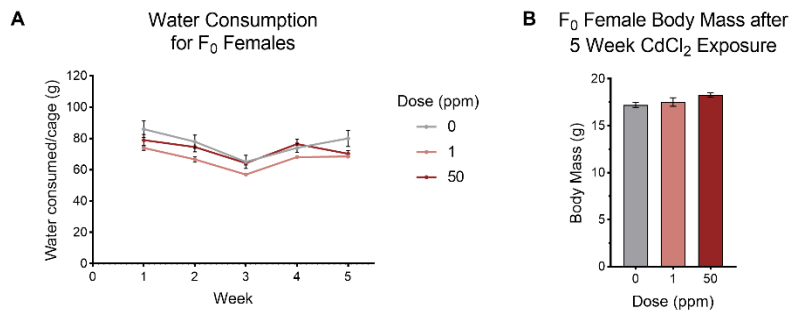 A
Water Consumption
for F₀ Females
Water consumed/cage (g)
120
100
80
60
40
20
0
0 1 2 3 4 5
Week
Dose (ppm)
0
1
50
B
F₀ Female Body Mass after
5 Week CdCl₂ Exposure
Body Mass (g)
20
15
10
5
0
0 1 50
Dose (ppm)